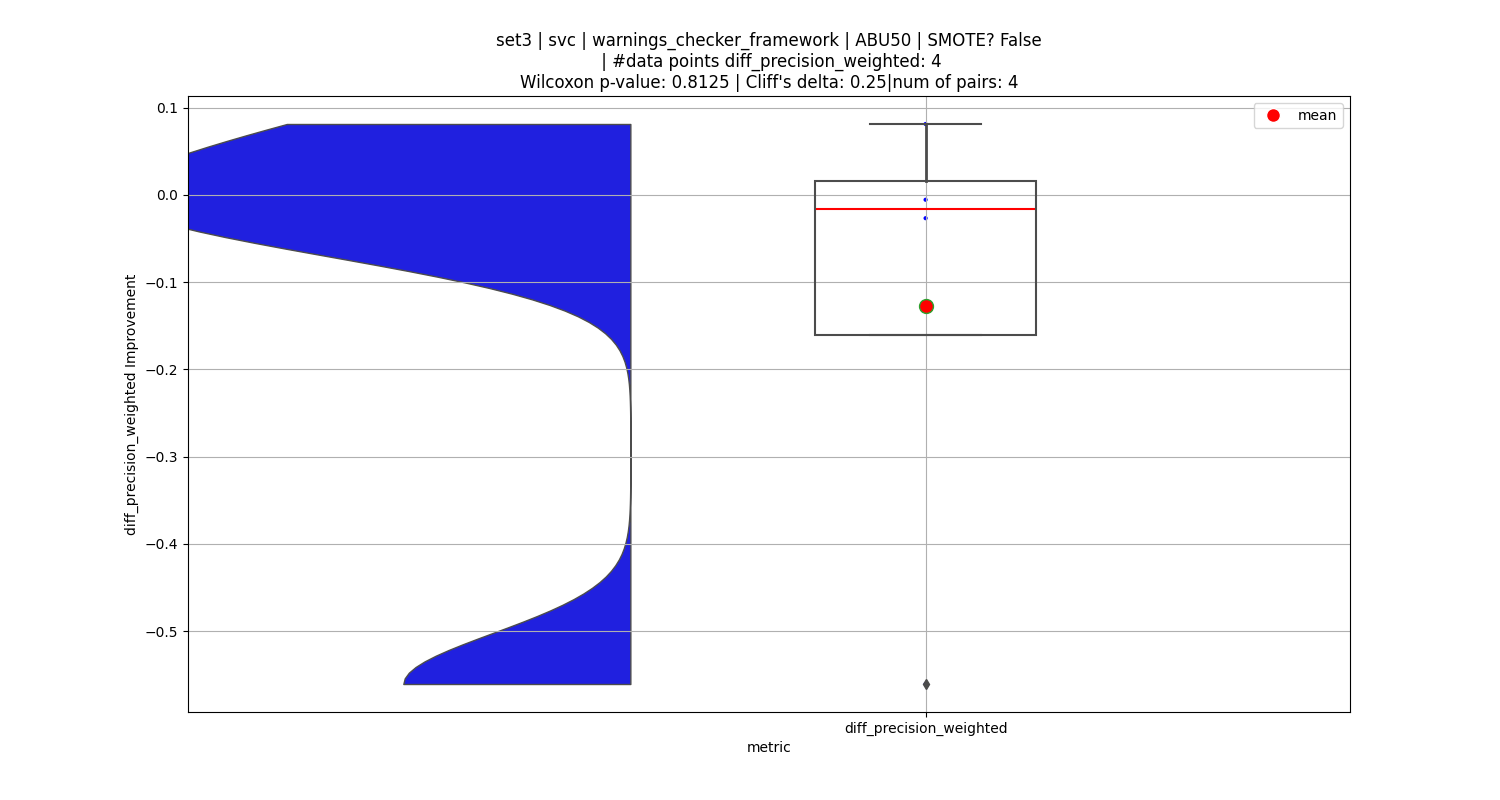 set3 | svc | warnings_checker_framework | ABU50 | SMOTE? False
| #data points diff_precision_weighted: 4
Wilcoxon p-value: 0.8125 | Cliff's delta: 0.25|num of pairs: 4
mean
0.1
0.0
−0.1
−0.2
−0.3
−0.4
−0.5
diff_precision_weighted Improvement
diff_precision_weighted
metric